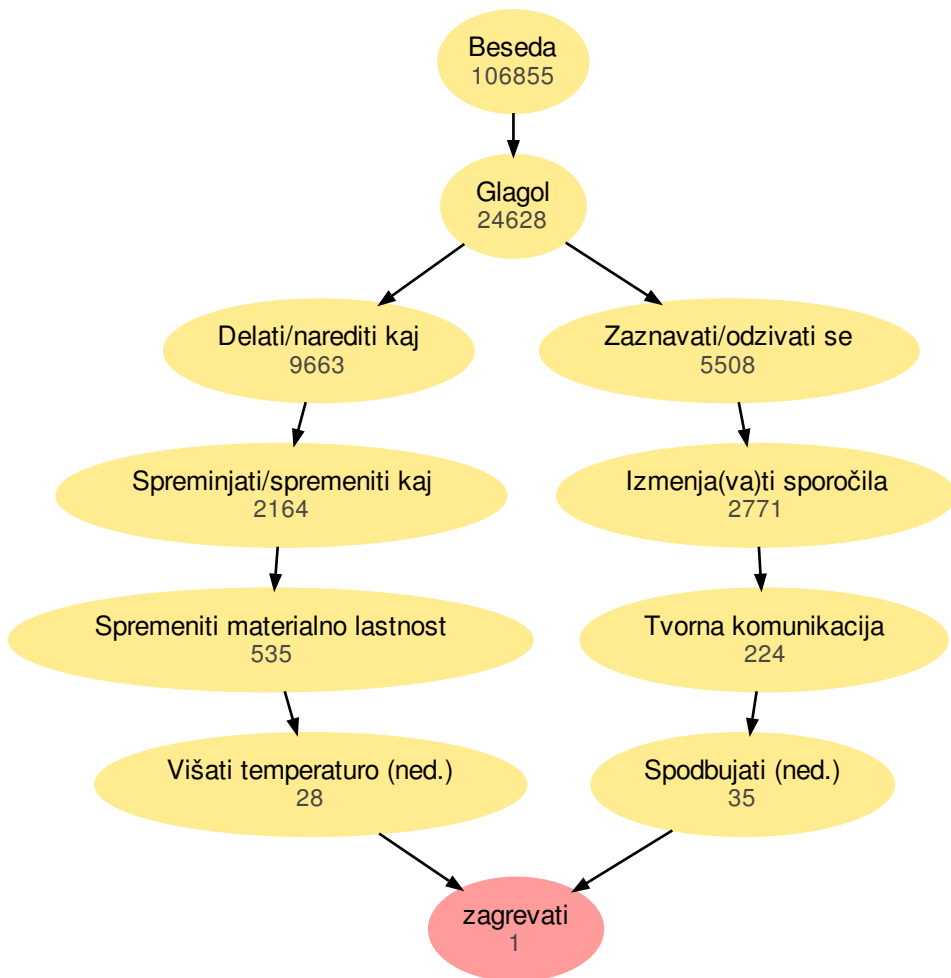 Beseda
106855
Glagol
24628
Delati/narediti kaj
9663
Zaznavati/odzivati se
5508
Spreminjati/spremeniti kaj
2164
Izmenja(va)ti sporočila
2771
Spremeniti materialno lastnost
535
Tvorna komunikacija
224
Višati temperaturo (ned.)
28
Spodbujati (ned.)
35
zagrevati
1